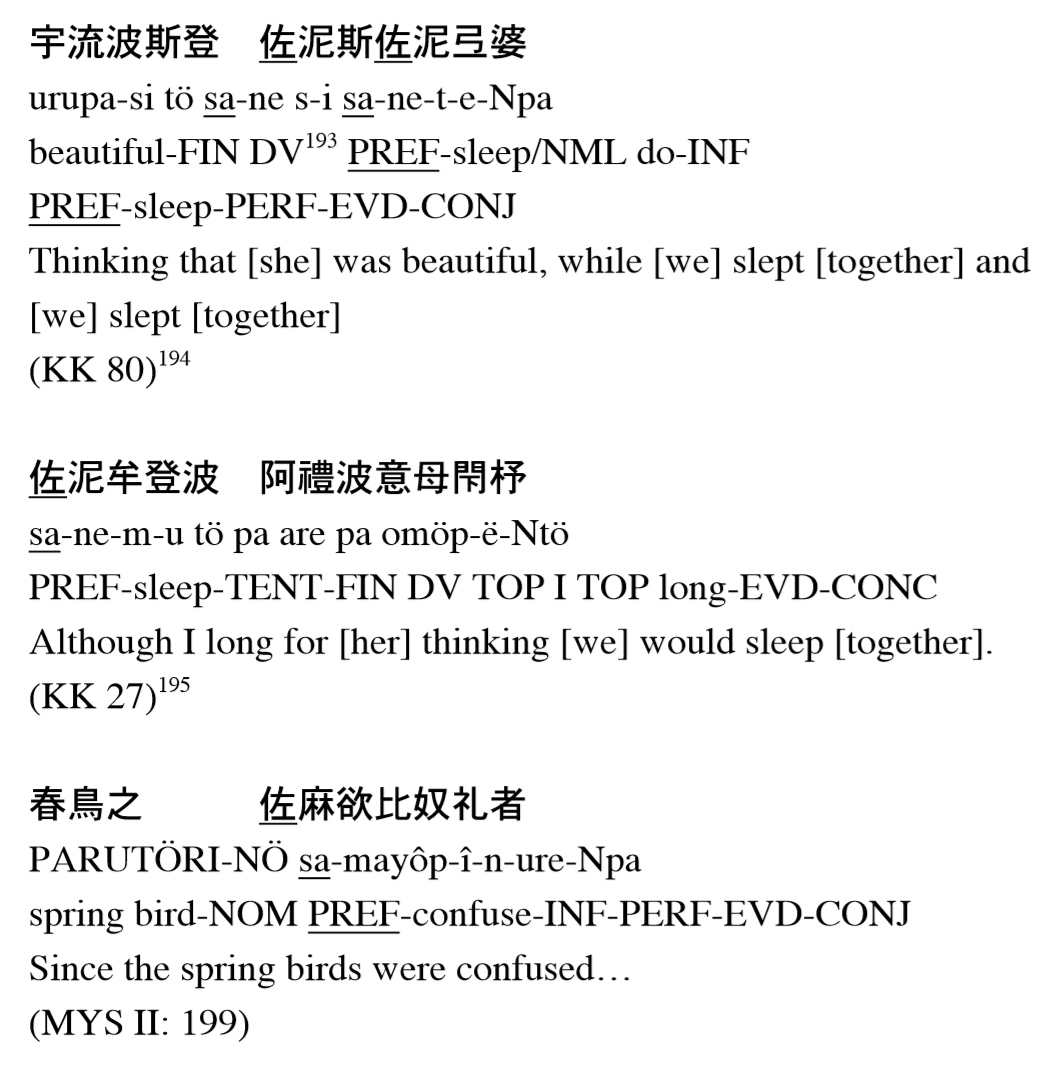 宇流波斯登　佐泥斯佐泥弖婆
urupa-si tö sa-ne s-i sa-ne-t-e-Npa
beautiful-FIN DV193 PREF-sleep/NML do-INF
PREF-sleep-PERF-EVD-CONJ
Thinking that [she] was beautiful, while [we] slept [together] and
[we] slept [together]
(KK 80)194
佐泥牟登波　阿禮波意母閇杼
sa-ne-m-u tö pa are pa omöp-ë-Ntö
PREF-sleep-TENT-FIN DV TOP I TOP long-EVD-CONC
Although I long for [her] thinking [we] would sleep [together].
(KK 27)195
春鳥之　　　佐麻欲比奴礼者
PARUTÖRI-NÖ sa-mayôp-î-n-ure-Npa
spring bird-NOM PREF-confuse-INF-PERF-EVD-CONJ
Since the spring birds were confused…
(MYS II: 199)